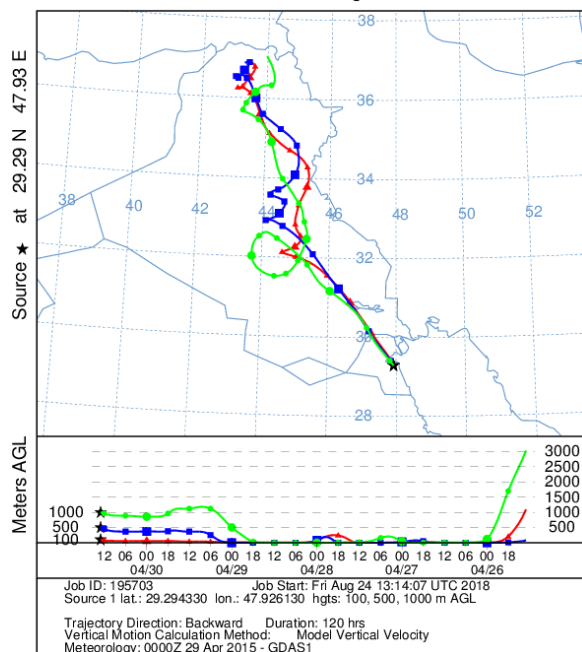 38
36
34
32
30
28
38
40
42
44
46
48
50
52
Source ★ at 29.29 N 47.93 E
Meters AGL
3000
2500
2000
1500
1000
500
1000
500
100
12 06 00 18 12 06 00 18 12 06 00 18 12 06 00 18 12 06 00 18
04/30 04/29 04/28 04/27 04/26
Job ID: 195703 Job Start: Fri Aug 24 13:14:07 UTC 2018
Source 1 lat.: 29.294330 lon.: 47.926130 hgts: 100, 500, 1000 m AGL
Trajectory Direction: Backward Duration: 120 hrs
Vertical Motion Calculation Method: Model Vertical Velocity
Meteorology: 0000Z 29 Apr 2015 - GDAS1